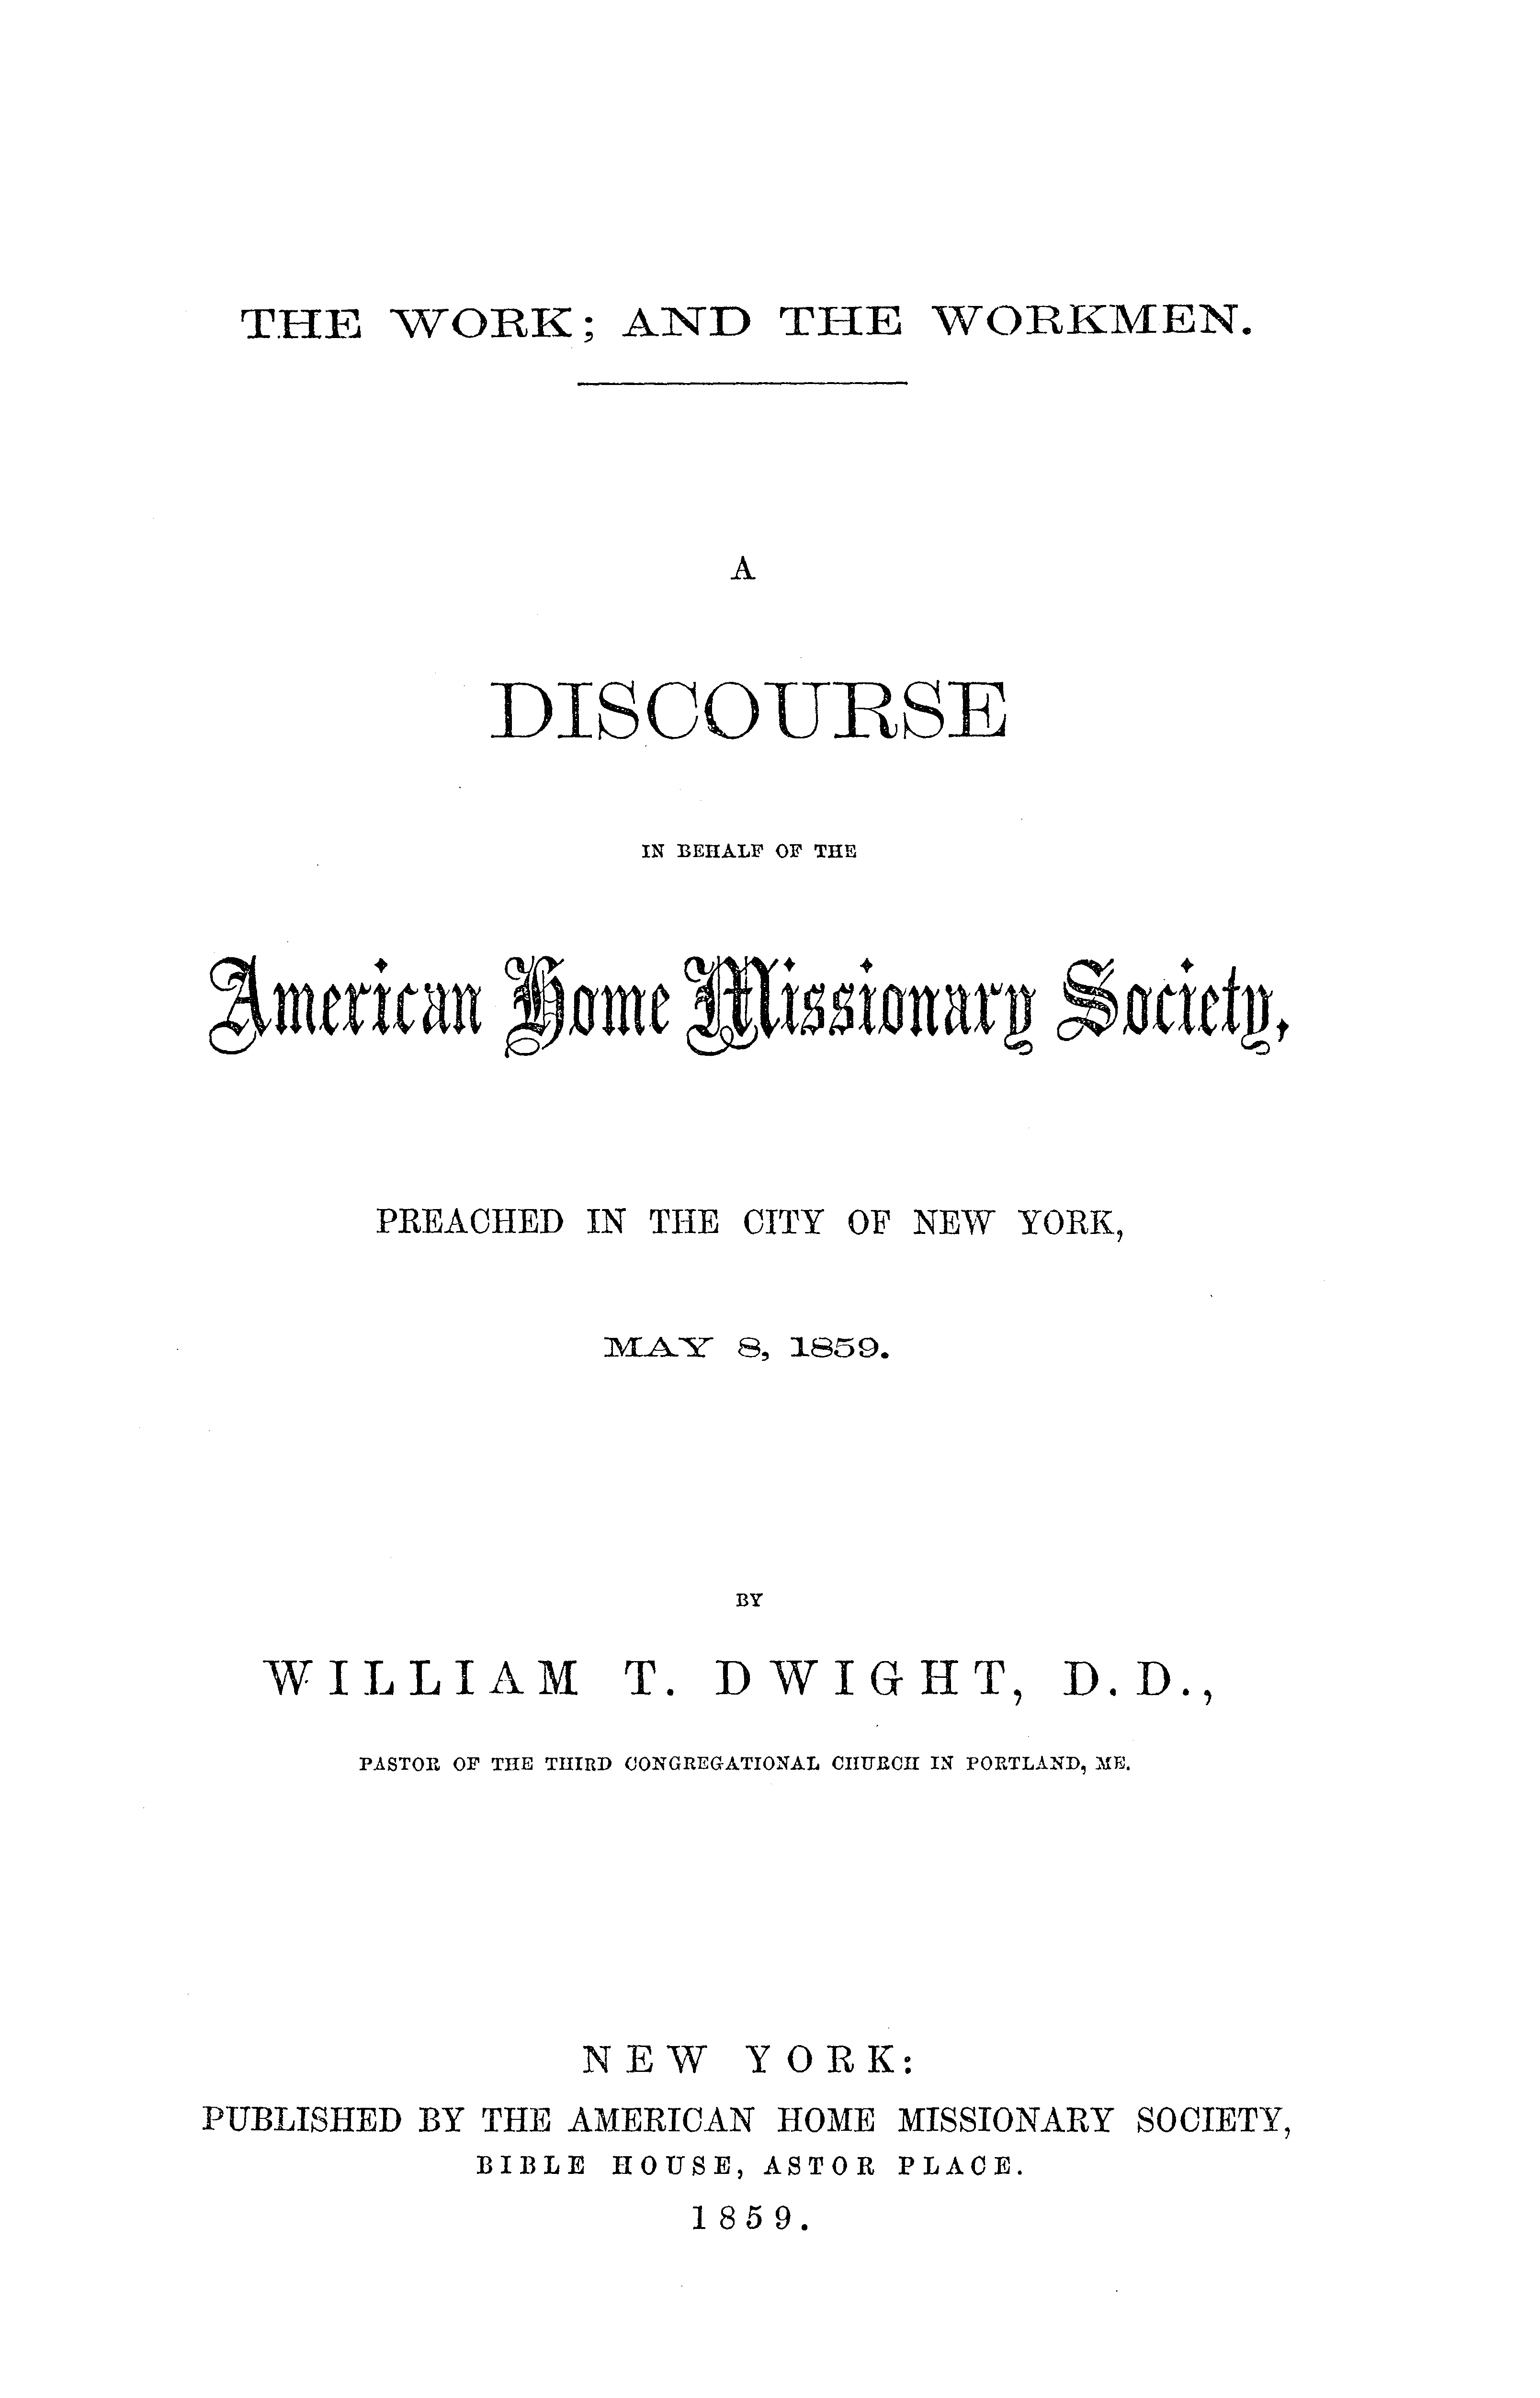 THE WORK; AND THE WORKMEN.
A
DISCOURSE
IN BEHALF OF THE
American Home Missionary Society,
PREACHED IN THE CITY OF NEW YORK,
MAY 8, 1859.
BY
WILLIAM T. DWIGHT, D.D.,
PASTOR OF THE THIRD CONGREGATIONAL CHURCH IN PORTLAND, ME.
NEW YORK:
PUBLISHED BY THE AMERICAN HOME MISSIONARY SOCIETY,
BIBLE HOUSE, ASTOR PLACE.
1859.